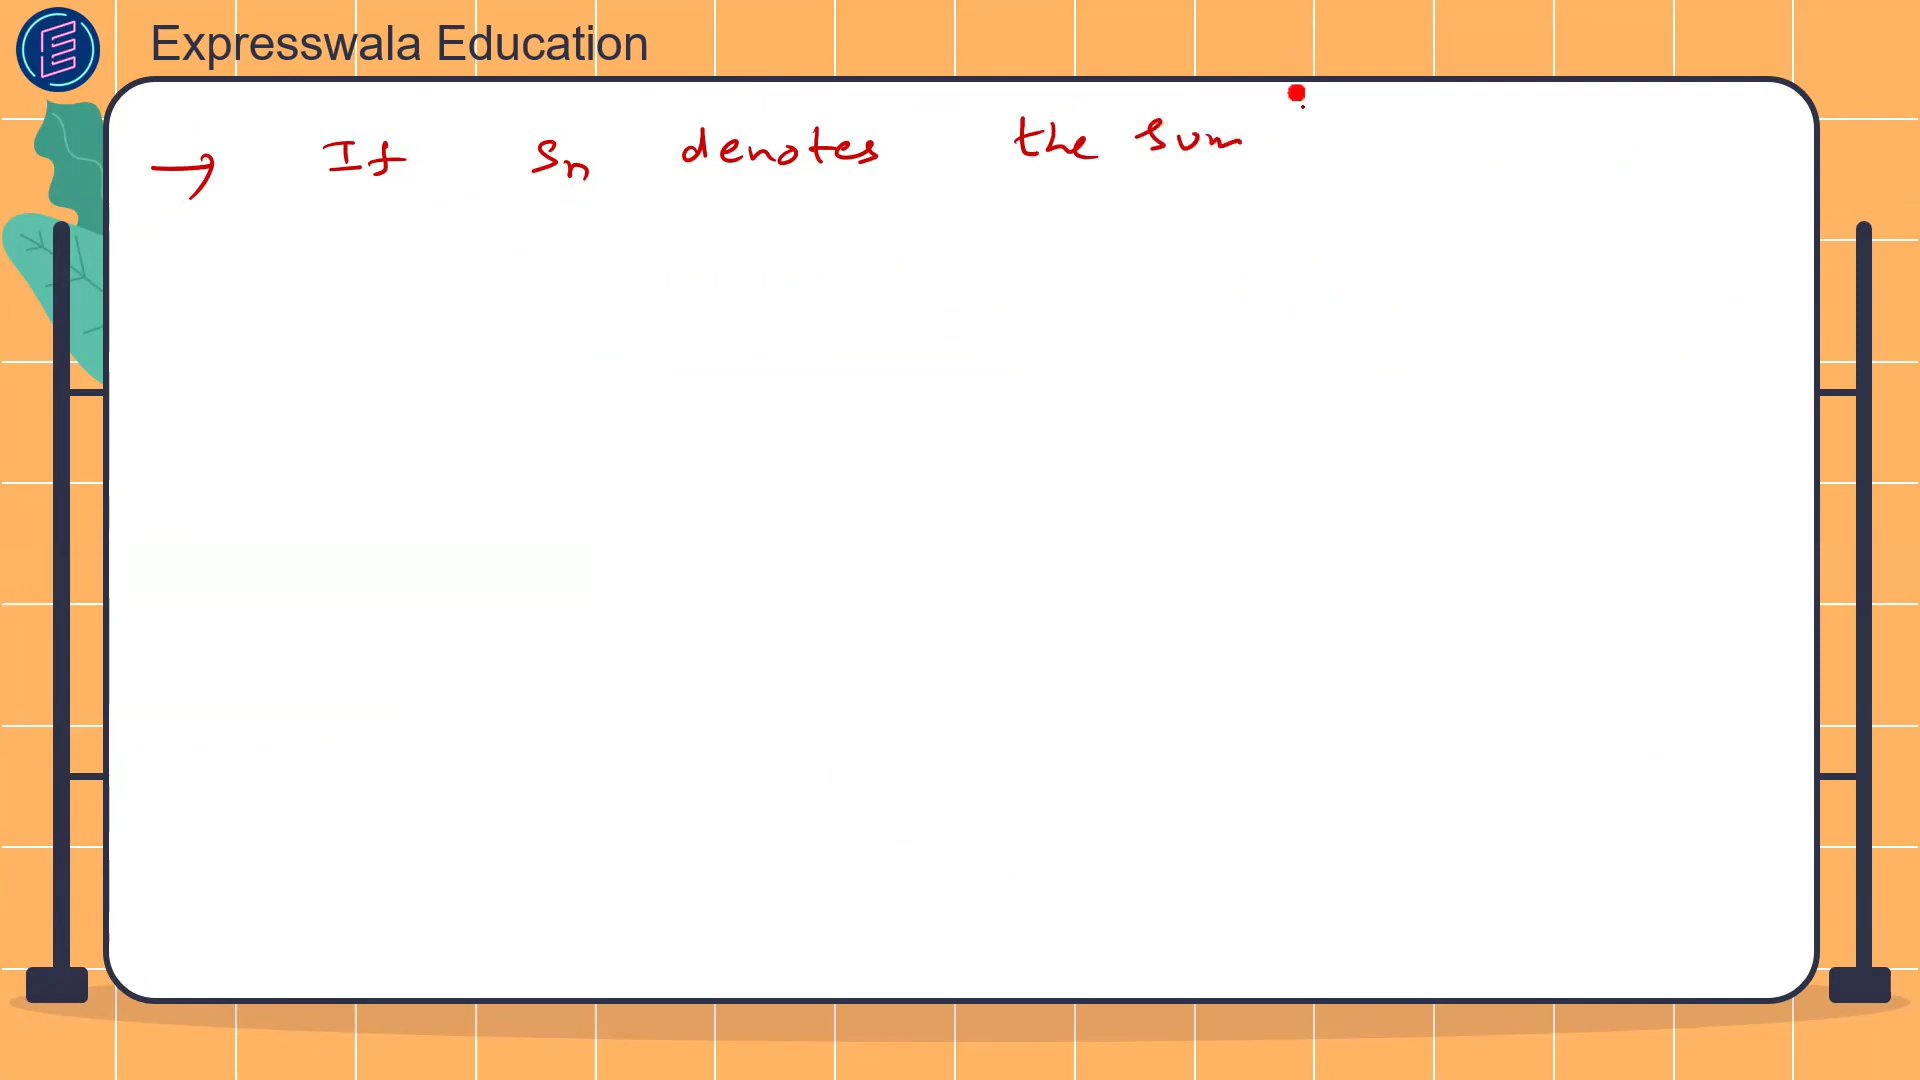 Expresswala Education
→ If Sn denotes the sum